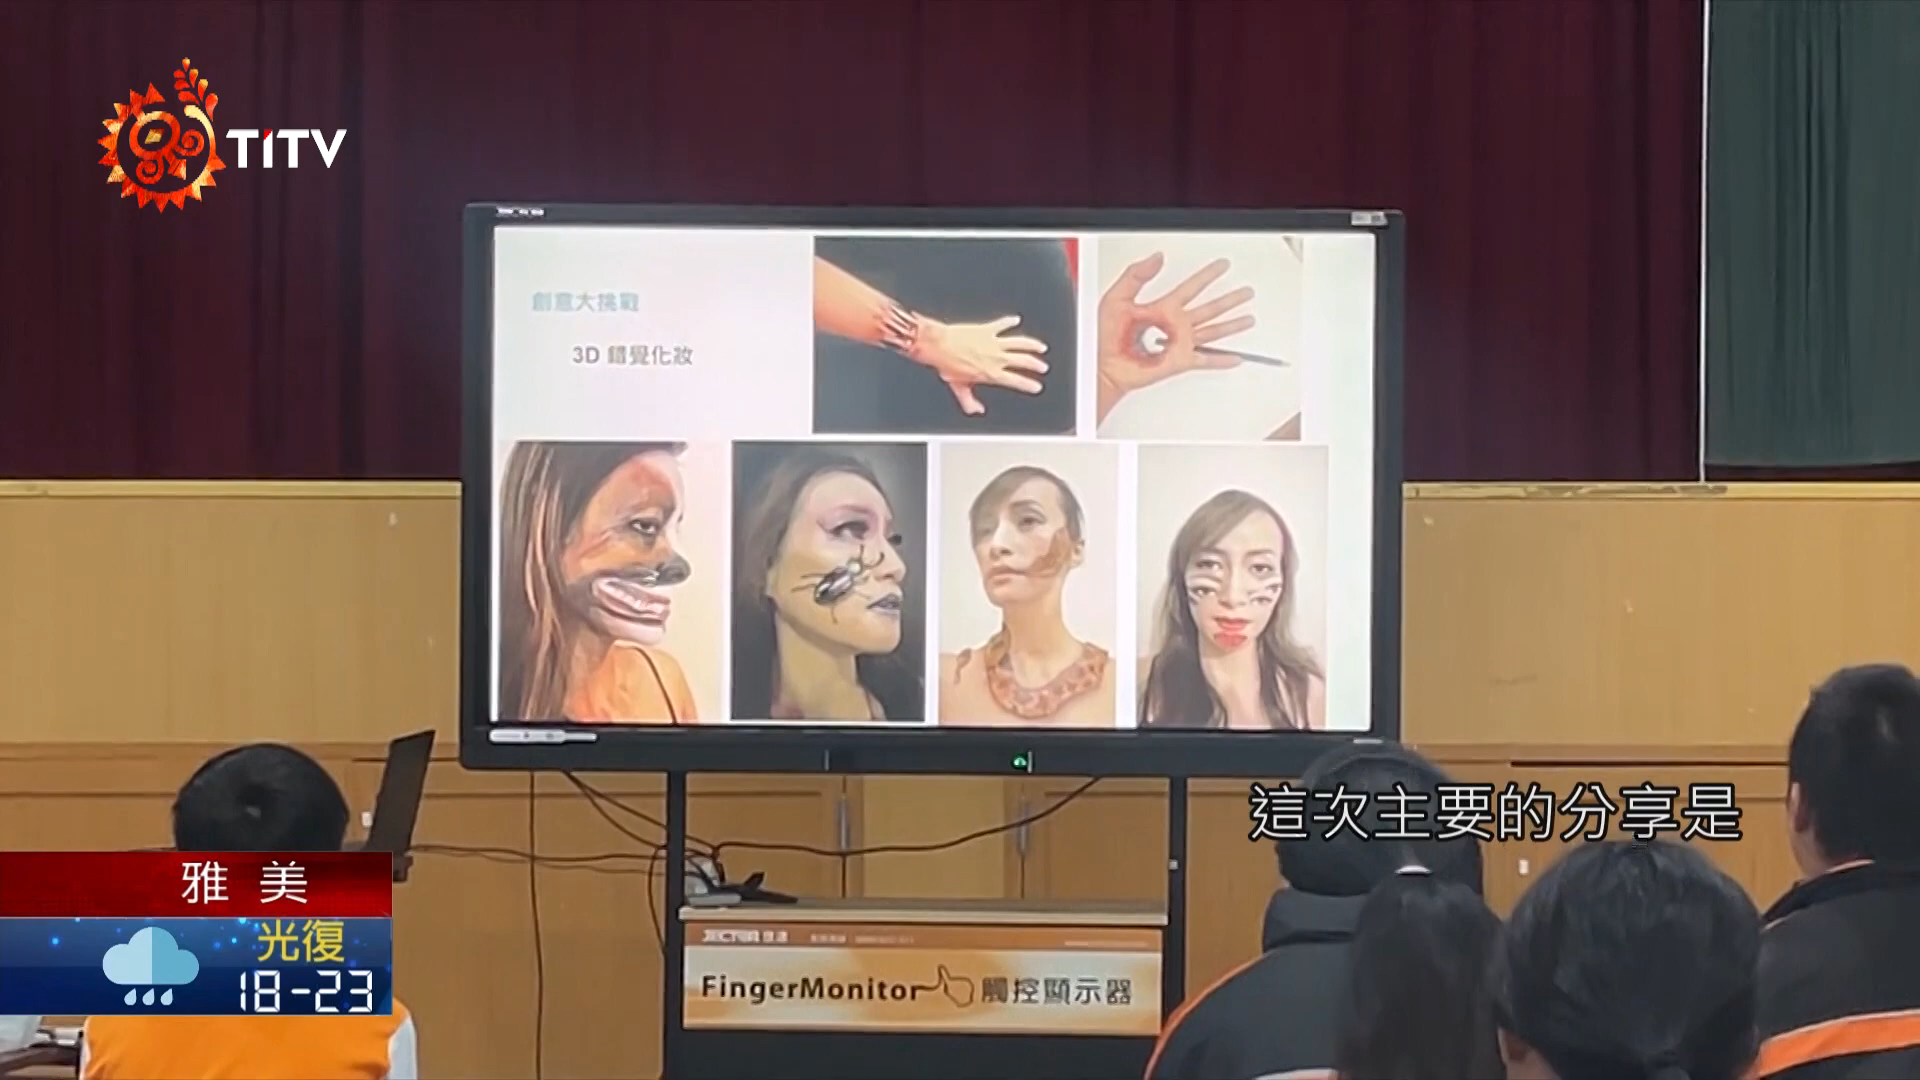 TITV
創意大挑戰
3D 錯覺化妝
這次主要的分享是
雅 美
光復
18-23
FingerMonitor 觸控顯示器